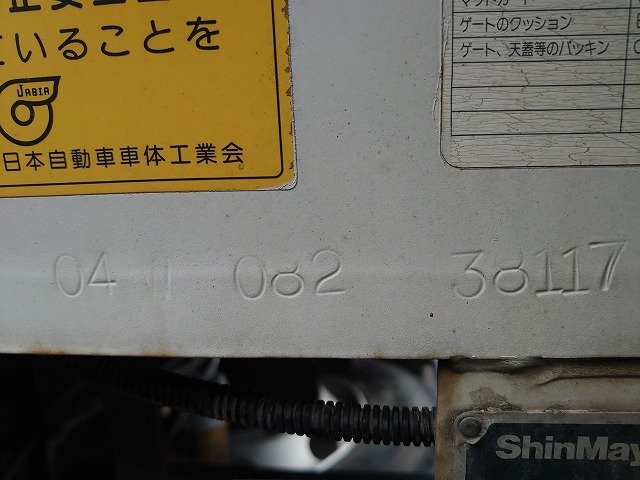 いることを
JABIA
日本自動車車体工業会
ゲートのクッション
ゲート、天蓋等のパッキン
04 082 38117
ShinMay